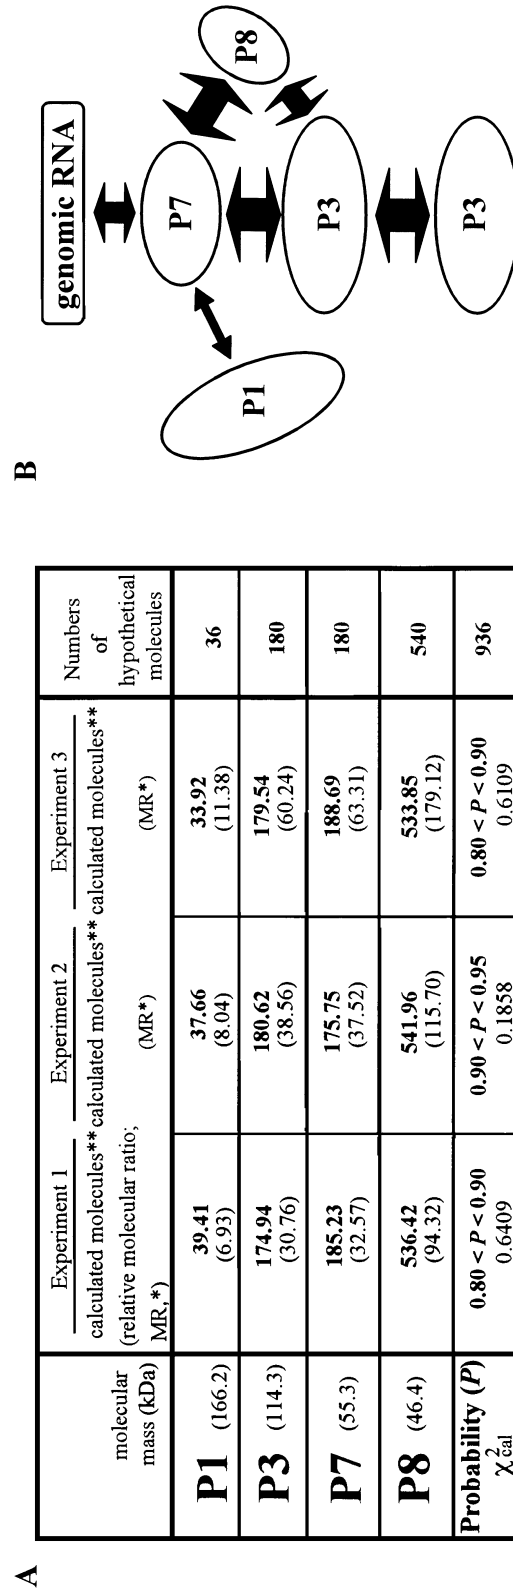 A
Experiment 1 Experiment 2 Experiment 3 Numbers
molecular calculated molecules** calculated molecules** calculated molecules** of
mass (kDa) (relative molecular ratio; (MR*) (MR*) hypothetical
MR,*) molecules
P1 (166.2) 39.41 37.66 33.92 36
(6.93) (8.04) (11.38)
P3 (114.3) 174.94 180.62 179.54 180
(30.76) (38.56) (60.24)
P7 (55.3) 185.23 175.75 188.69 180
(32.57) (37.52) (63.31)
P8 (46.4) 536.42 541.96 533.85 540
(94.32) (115.70) (179.12)
Probability (P) 0.80 < P < 0.90 0.90 < P < 0.95 0.80 < P < 0.90 936
χ²cal 0.6409 0.1858 0.6109
B
genomic RNA
P8
P7
P1
P3
P3